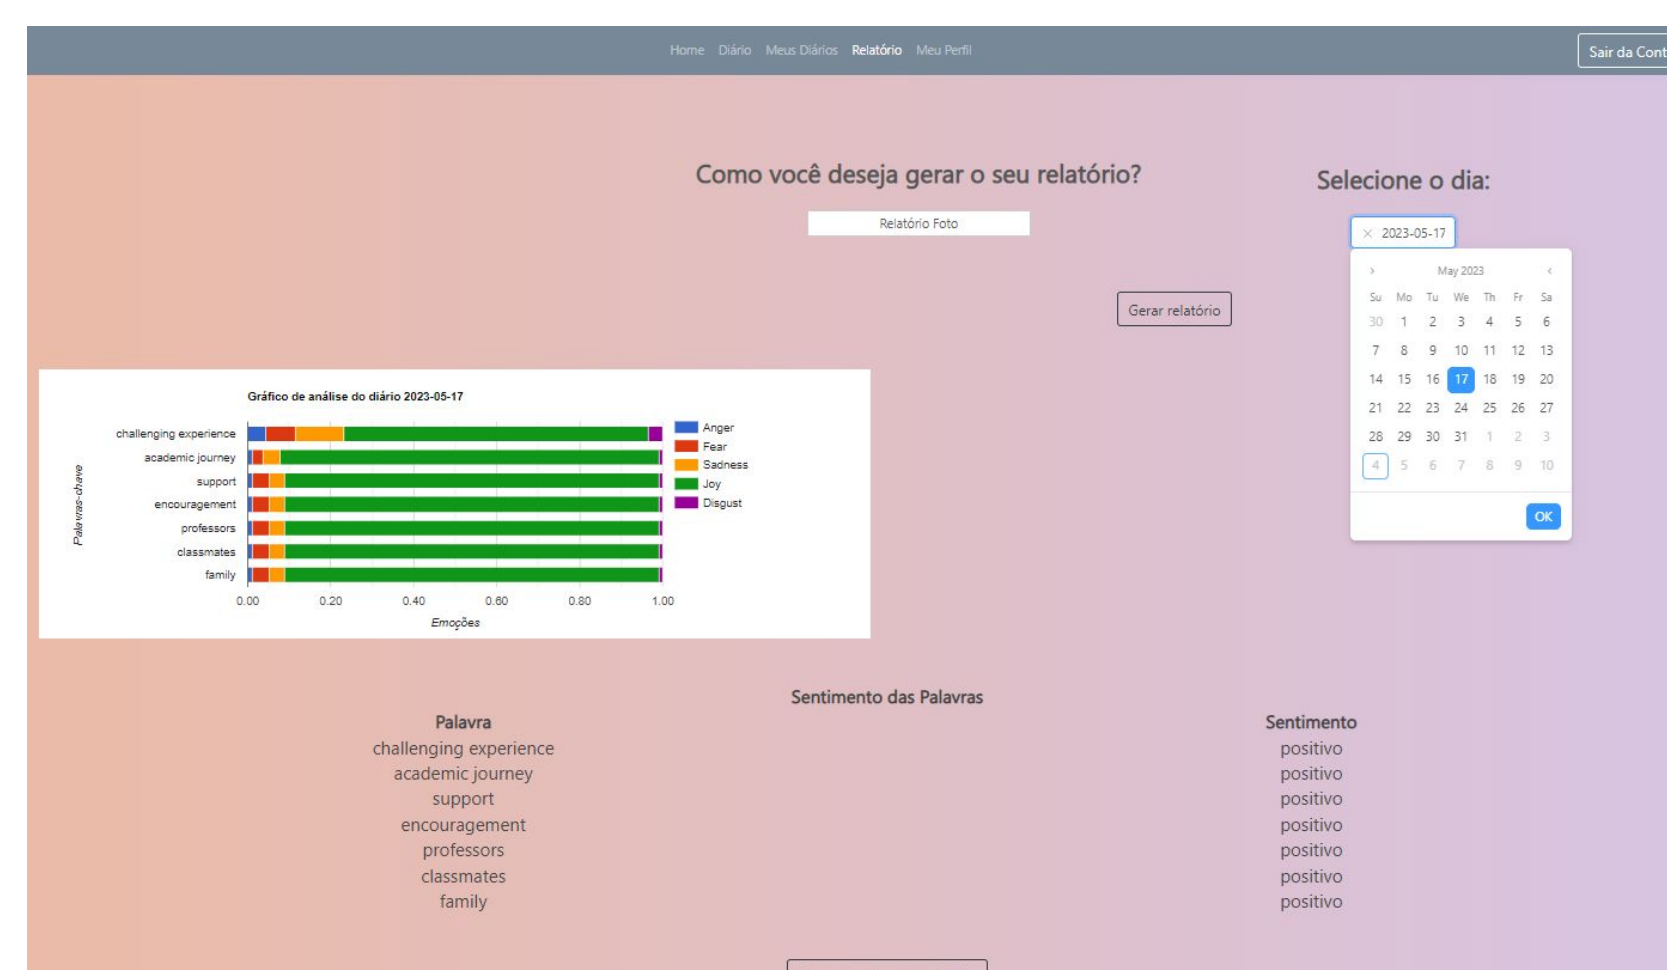 Home Diário Meus Diários Relatório Meu Perfil
Sair da Cont
Como você deseja gerar o seu relatório?
Relatório Foto
Gerar relatório
Selecione o dia:
× 2023-05-17
› May 2023 ‹
Su Mo Tu We Th Fr Sa
30 1 2 3 4 5 6
7 8 9 10 11 12 13
14 15 16 17 18 19 20
21 22 23 24 25 26 27
28 29 30 31 1 2 3
4 5 6 7 8 9 10
OK
Gráfico de análise do diário 2023-05-17
Palavras-chave
challenging experience
academic journey
support
encouragement
professors
classmates
family
0.00 0.20 0.40 0.60 0.80 1.00
Emoções
Anger
Fear
Sadness
Joy
Disgust
Sentimento das Palavras
Palavra Sentimento
challenging experience positivo
academic journey positivo
support positivo
encouragement positivo
professors positivo
classmates positivo
family positivo